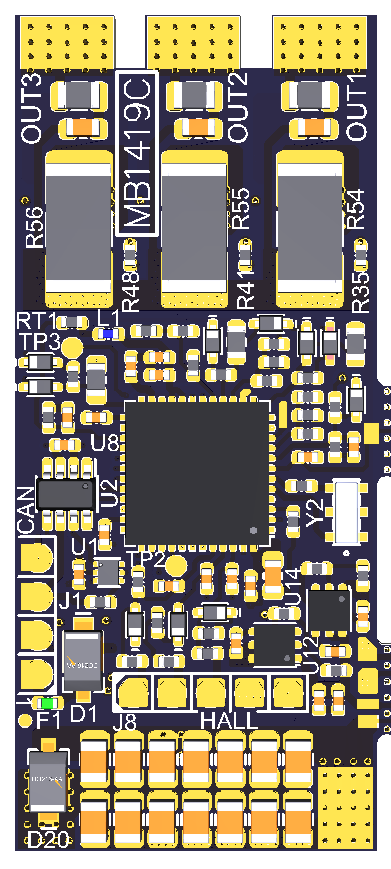 OUT3
OUT2
OUT1
MB1419C
R56
R55
R54
R48
R41
R35
RT1
L1
TP3
U8
U2
CAN
Y2
U1
TP2
U14
J1
U12
F1
D1
J8
HALL
D20